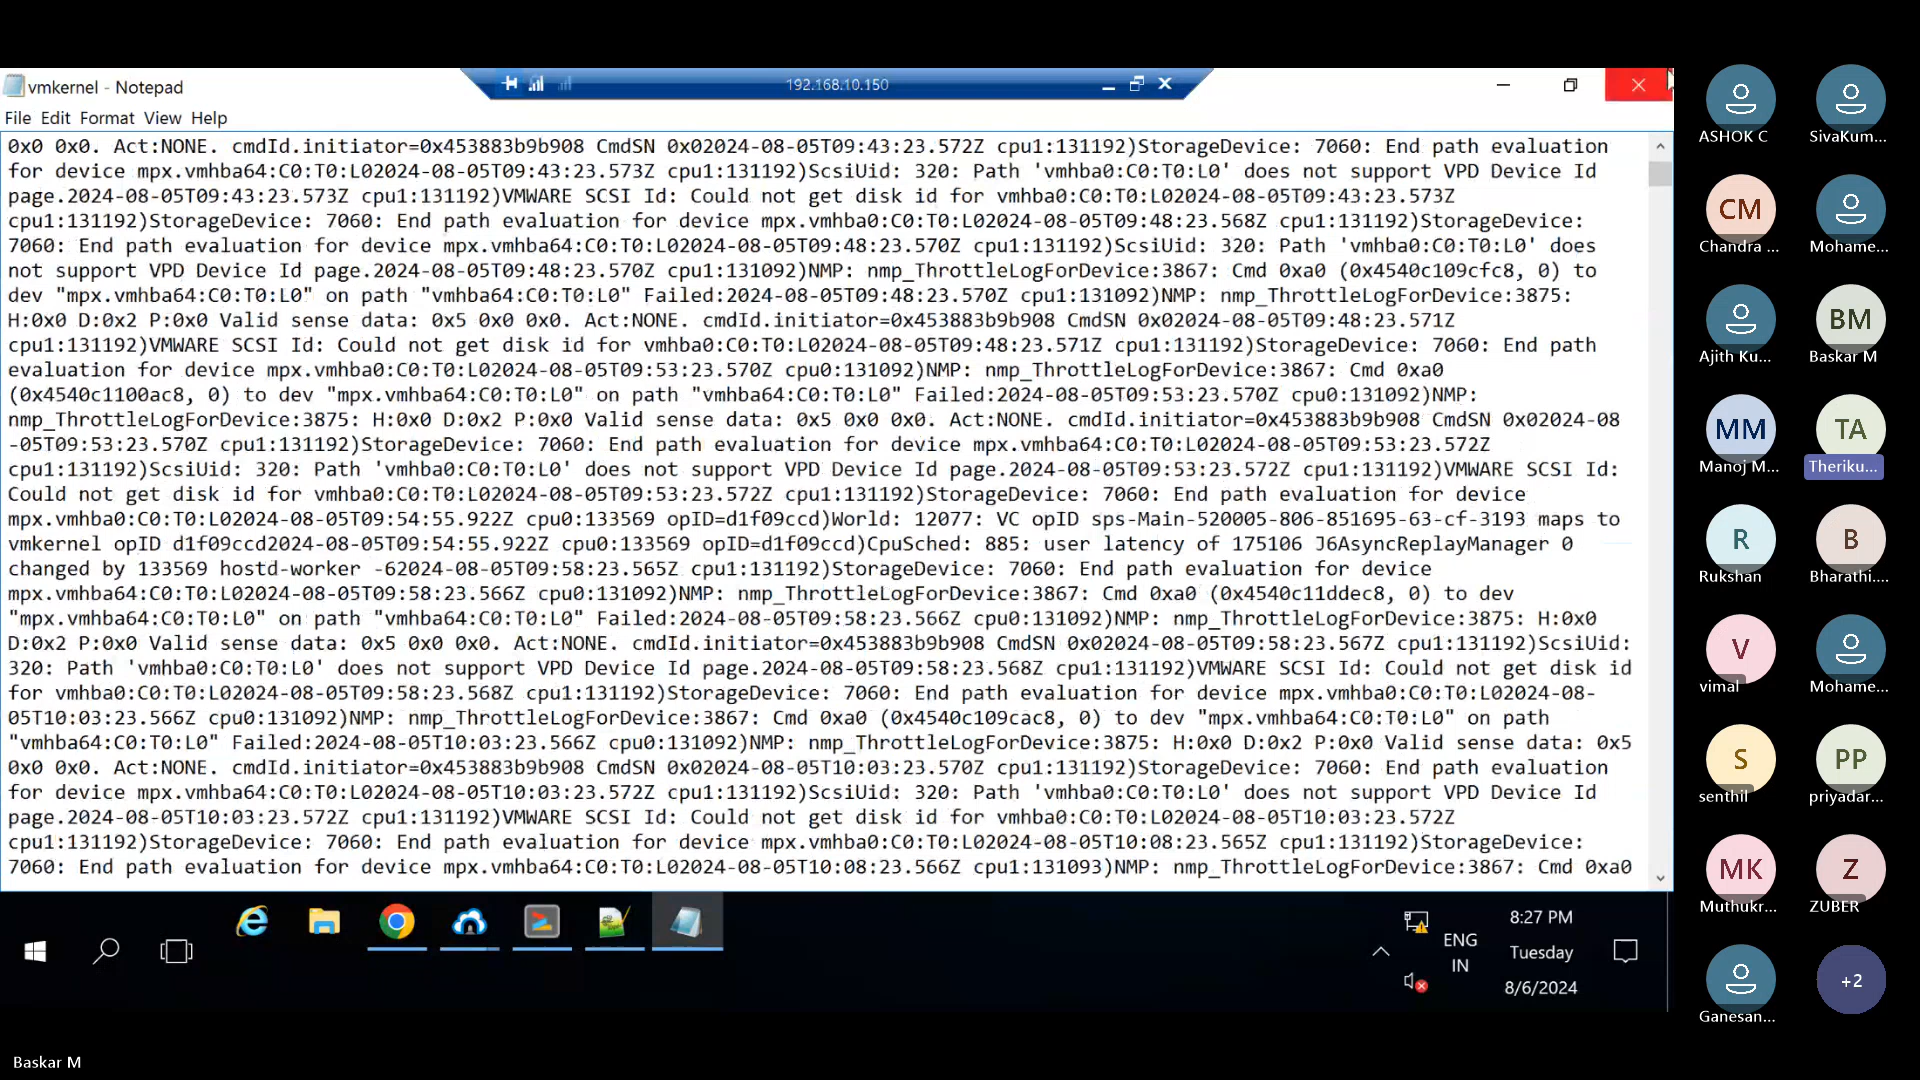 vmkernel - Notepad
192.168.10.150
File Edit Format View Help
0x0 0x0. Act:NONE. cmdId.initiator=0x453883b9b908 CmdSN 0x02024-08-05T09:43:23.572Z cpu1:131192)StorageDevice: 7060: End path evaluation
for device mpx.vmhba64:C0:T0:L02024-08-05T09:43:23.573Z cpu1:131192)ScsiUid: 320: Path 'vmhba0:C0:T0:L0' does not support VPD Device Id
page.2024-08-05T09:43:23.573Z cpu1:131192)VMWARE SCSI Id: Could not get disk id for vmhba0:C0:T0:L02024-08-05T09:43:23.573Z
cpu1:131192)StorageDevice: 7060: End path evaluation for device mpx.vmhba0:C0:T0:L02024-08-05T09:48:23.568Z cpu1:131192)StorageDevice:
7060: End path evaluation for device mpx.vmhba64:C0:T0:L02024-08-05T09:48:23.570Z cpu1:131192)ScsiUid: 320: Path 'vmhba0:C0:T0:L0' does
not support VPD Device Id page.2024-08-05T09:48:23.570Z cpu1:131092)NMP: nmp_ThrottleLogForDevice:3867: Cmd 0xa0 (0x4540c109cfc8, 0) to
dev "mpx.vmhba64:C0:T0:L0" on path "vmhba64:C0:T0:L0" Failed:2024-08-05T09:48:23.570Z cpu1:131092)NMP: nmp_ThrottleLogForDevice:3875:
H:0x0 D:0x2 P:0x0 Valid sense data: 0x5 0x0 0x0. Act:NONE. cmdId.initiator=0x453883b9b908 CmdSN 0x02024-08-05T09:48:23.571Z
cpu1:131192)VMWARE SCSI Id: Could not get disk id for vmhba0:C0:T0:L02024-08-05T09:48:23.571Z cpu1:131192)StorageDevice: 7060: End path
evaluation for device mpx.vmhba0:C0:T0:L02024-08-05T09:53:23.570Z cpu0:131092)NMP: nmp_ThrottleLogForDevice:3867: Cmd 0xa0
(0x4540c1100ac8, 0) to dev "mpx.vmhba64:C0:T0:L0" on path "vmhba64:C0:T0:L0" Failed:2024-08-05T09:53:23.570Z cpu0:131092)NMP:
nmp_ThrottleLogForDevice:3875: H:0x0 D:0x2 P:0x0 Valid sense data: 0x5 0x0 0x0. Act:NONE. cmdId.initiator=0x453883b9b908 CmdSN 0x02024-08
-05T09:53:23.570Z cpu1:131192)StorageDevice: 7060: End path evaluation for device mpx.vmhba64:C0:T0:L02024-08-05T09:53:23.572Z
cpu1:131192)ScsiUid: 320: Path 'vmhba0:C0:T0:L0' does not support VPD Device Id page.2024-08-05T09:53:23.572Z cpu1:131192)VMWARE SCSI Id:
Could not get disk id for vmhba0:C0:T0:L02024-08-05T09:53:23.572Z cpu1:131192)StorageDevice: 7060: End path evaluation for device
mpx.vmhba0:C0:T0:L02024-08-05T09:54:55.922Z cpu0:133569 opID=d1f09ccd)World: 12077: VC opID sps-Main-520005-806-851695-63-cf-3193 maps to
vmkernel opID d1f09ccd2024-08-05T09:54:55.922Z cpu0:133569 opID=d1f09ccd)CpuSched: 885: user latency of 175106 J6AsyncReplayManager 0
changed by 133569 hostd-worker -62024-08-05T09:58:23.565Z cpu1:131192)StorageDevice: 7060: End path evaluation for device
mpx.vmhba64:C0:T0:L02024-08-05T09:58:23.566Z cpu1:131092)NMP: nmp_ThrottleLogForDevice:3867: Cmd 0xa0 (0x4540c11ddec8, 0) to dev
"mpx.vmhba64:C0:T0:L0" on path "vmhba64:C0:T0:L0" Failed:2024-08-05T09:58:23.566Z cpu0:131092)NMP: nmp_ThrottleLogForDevice:3875: H:0x0
D:0x2 P:0x0 Valid sense data: 0x5 0x0 0x0. Act:NONE. cmdId.initiator=0x453883b9b908 CmdSN 0x02024-08-05T09:58:23.567Z cpu1:131192)ScsiUid:
320: Path 'vmhba0:C0:T0:L0' does not support VPD Device Id page.2024-08-05T09:58:23.568Z cpu1:131192)VMWARE SCSI Id: Could not get disk id
for vmhba0:C0:T0:L02024-08-05T09:58:23.568Z cpu1:131192)StorageDevice: 7060: End path evaluation for device mpx.vmhba0:C0:T0:L02024-08-
05T10:03:23.566Z cpu0:131092)NMP: nmp_ThrottleLogForDevice:3867: Cmd 0xa0 (0x4540c109cac8, 0) to dev "mpx.vmhba64:C0:T0:L0" on path
"vmhba64:C0:T0:L0" Failed:2024-08-05T10:03:23.566Z cpu0:131092)NMP: nmp_ThrottleLogForDevice:3875: H:0x0 D:0x2 P:0x0 Valid sense data: 0x5
0x0 0x0. Act:NONE. cmdId.initiator=0x453883b9b908 CmdSN 0x02024-08-05T10:03:23.570Z cpu1:131192)StorageDevice: 7060: End path evaluation
for device mpx.vmhba64:C0:T0:L02024-08-05T10:03:23.572Z cpu1:131192)ScsiUid: 320: Path 'vmhba0:C0:T0:L0' does not support VPD Device Id
page.2024-08-05T10:03:23.572Z cpu1:131192)VMWARE SCSI Id: Could not get disk id for vmhba0:C0:T0:L02024-08-05T10:03:23.572Z
cpu1:131192)StorageDevice: 7060: End path evaluation for device mpx.vmhba0:C0:T0:L02024-08-05T10:08:23.565Z cpu1:131192)StorageDevice:
7060: End path evaluation for device mpx.vmhba64:C0:T0:L02024-08-05T10:08:23.566Z cpu1:131093)NMP: nmp_ThrottleLogForDevice:3867: Cmd 0xa0
ENG
IN
8:27 PM
Tuesday
8/6/2024
Baskar M
ASHOK C
SivaKum...
CM
Chandra ...
Mohame...
Ajith Ku...
BM
Baskar M
MM
Manoj M...
TA
Theriku...
R
Rukshan
B
Bharathi....
V
vimal
Mohame...
S
senthil
PP
priyadar...
MK
Muthukr...
Z
ZUBER
Ganesan...
+2